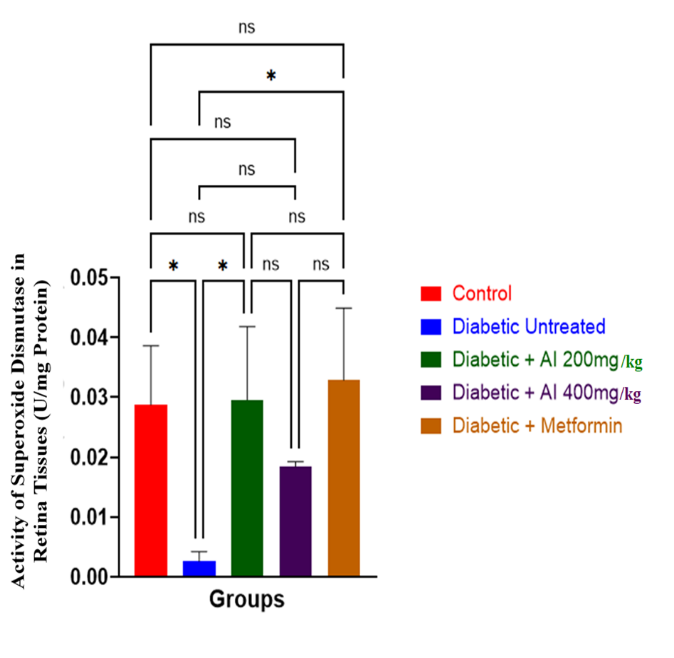 ns
*
ns
ns
ns ns
* * ns ns
Activity of Superoxide Dismutase in
Retina Tissues (U/mg Protein)
0.05
0.04
0.03
0.02
0.01
0.00
Groups
Control
Diabetic Untreated
Diabetic + AI 200mg/kg
Diabetic + AI 400mg/kg
Diabetic + Metformin